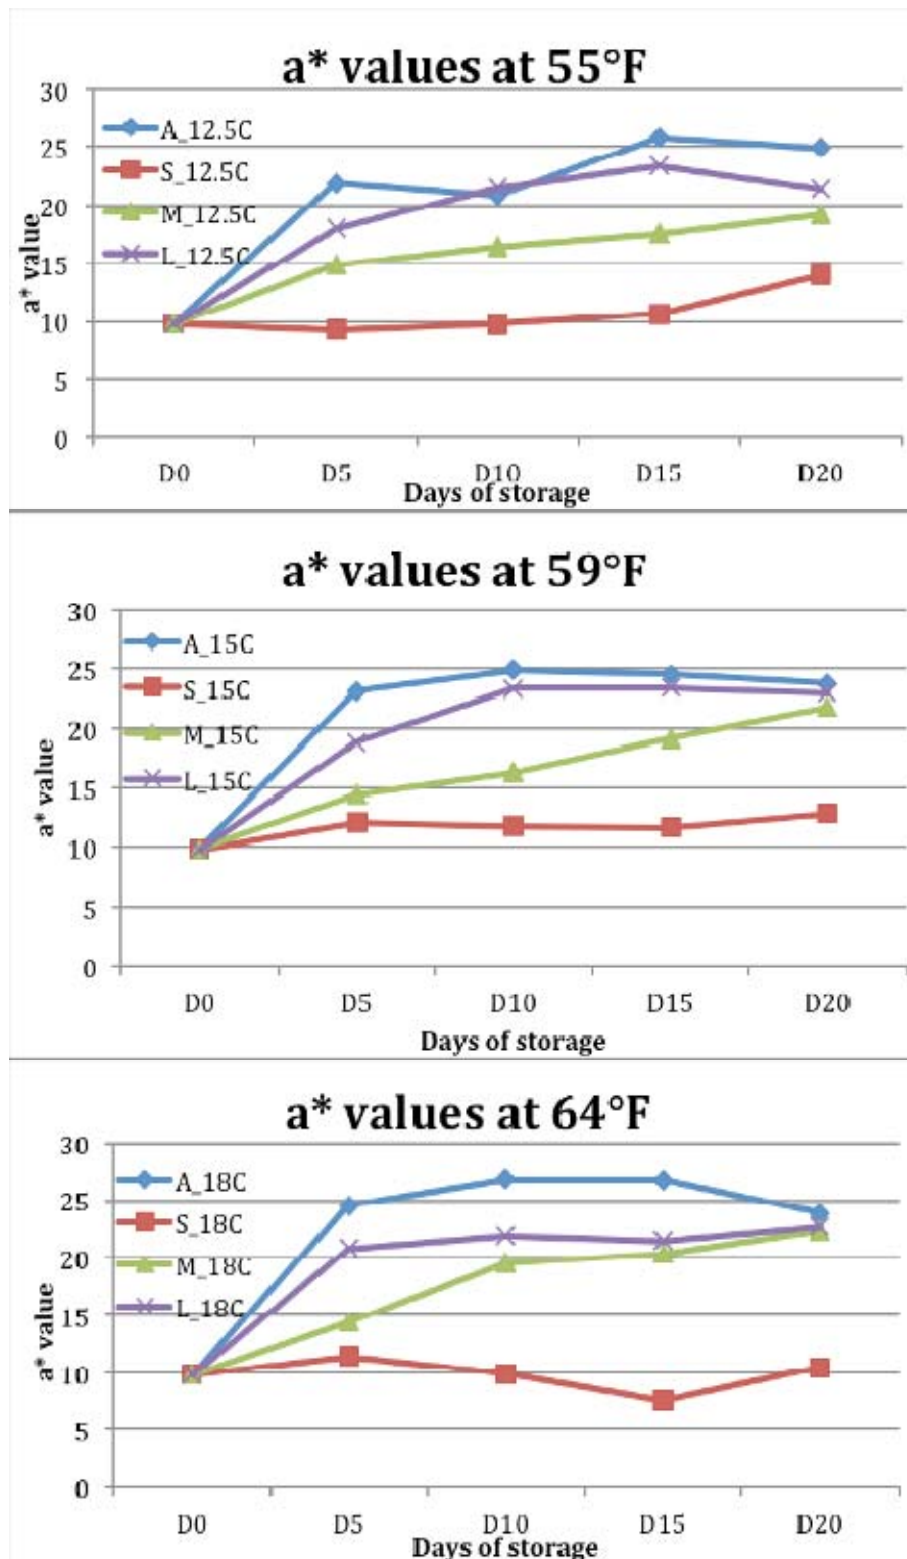 a* values at 55°F
30
25
20
15
10
5
0
a* value
A_12.5C
S_12.5C
M_12.5C
L_12.5C
D0 D5 D10 D15 D20
Days of storage
a* values at 59°F
30
25
20
15
10
5
0
a* value
A_15C
S_15C
M_15C
L_15C
D0 D5 D10 D15 D20
Days of storage
a* values at 64°F
30
25
20
15
10
5
0
a* value
A_18C
S_18C
M_18C
L_18C
D0 D5 D10 D15 D20
Days of storage